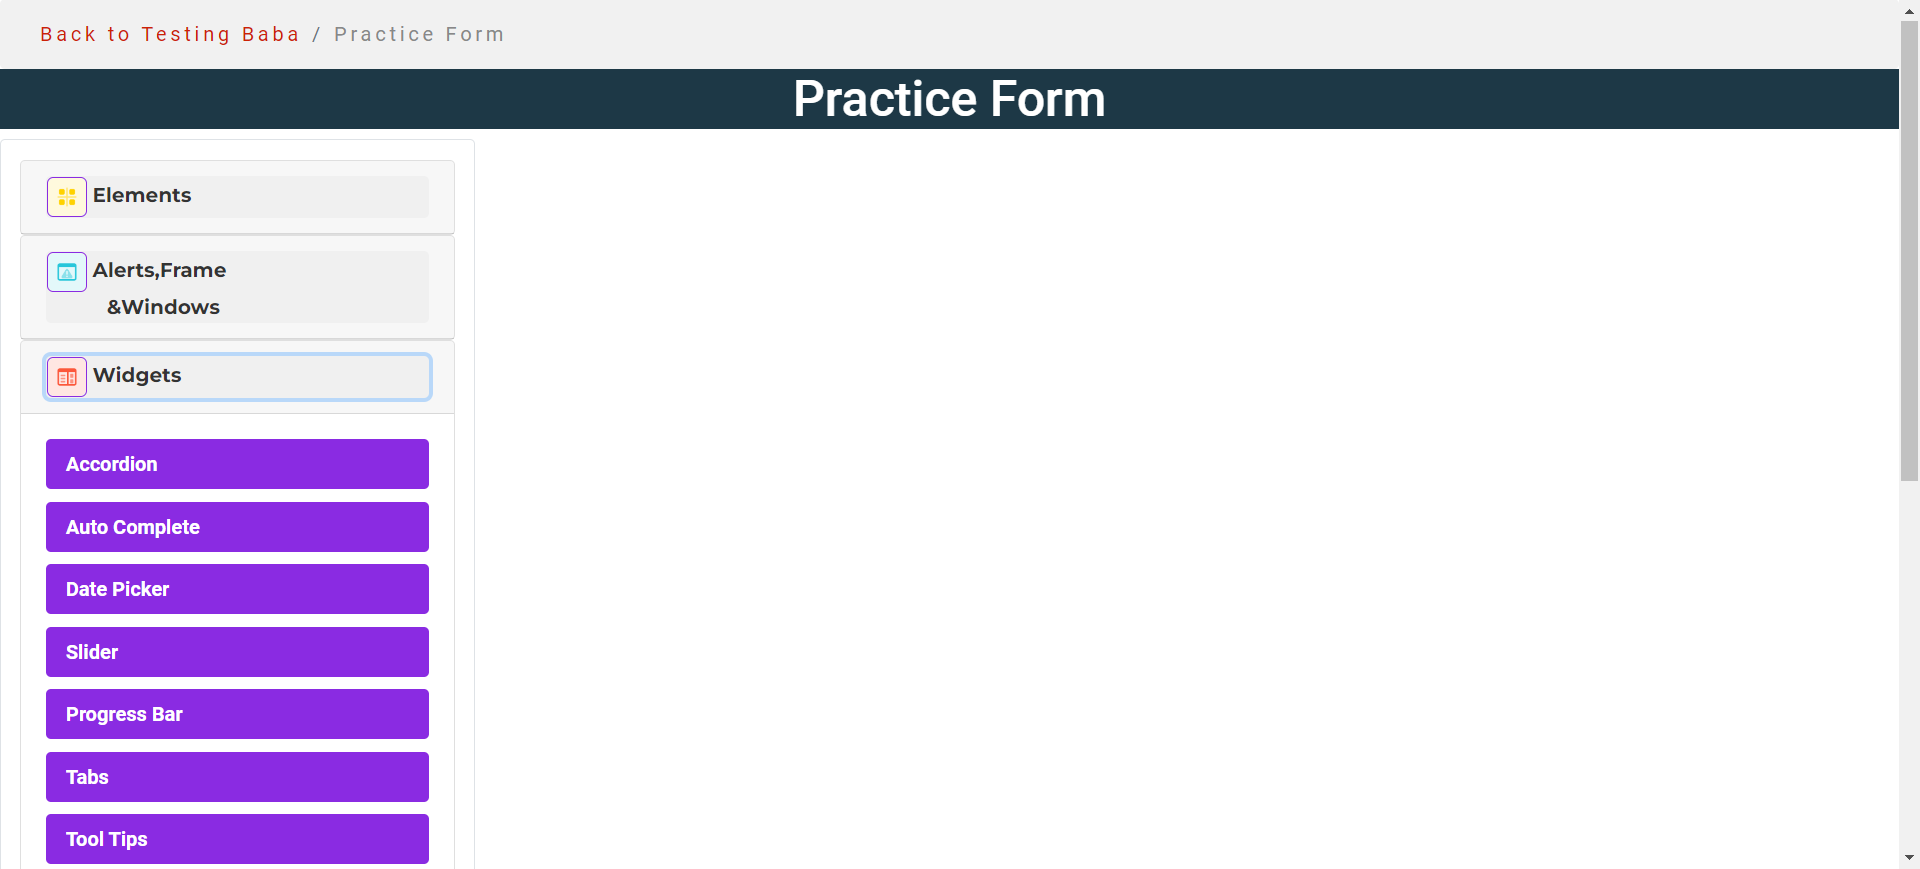 Back to Testing Baba / Practice Form
Practice Form
Elements
Alerts,Frame
&Windows
Widgets
Accordion
Auto Complete
Date Picker
Slider
Progress Bar
Tabs
Tool Tips